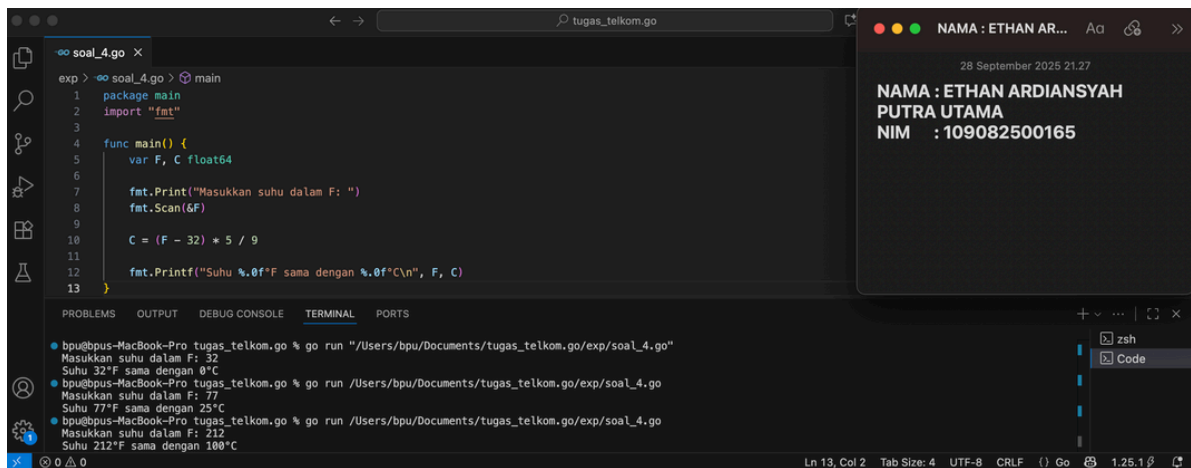 tugas_telkom.go
soal_4.go
exp > soal_4.go > main
1 package main
2 import "fmt"
3
4 func main() {
5 var F, C float64
6
7 fmt.Print("Masukkan suhu dalam F: ")
8 fmt.Scan(&F)
9
10 C = (F - 32) * 5 / 9
11
12 fmt.Printf("Suhu %.0f°F sama dengan %.0f°C\n", F, C)
13 }
NAMA : ETHAN AR...
Aa
28 September 2025 21.27
NAMA : ETHAN ARDIANSYAH
PUTRA UTAMA
NIM : 109082500165
PROBLEMS OUTPUT DEBUG CONSOLE TERMINAL PORTS
bpu@bpus-MacBook-Pro tugas_telkom.go % go run "/Users/bpu/Documents/tugas_telkom.go/exp/soal_4.go"
Masukkan suhu dalam F: 32
Suhu 32°F sama dengan 0°C
bpu@bpus-MacBook-Pro tugas_telkom.go % go run /Users/bpu/Documents/tugas_telkom.go/exp/soal_4.go
Masukkan suhu dalam F: 77
Suhu 77°F sama dengan 25°C
bpu@bpus-MacBook-Pro tugas_telkom.go % go run /Users/bpu/Documents/tugas_telkom.go/exp/soal_4.go
Masukkan suhu dalam F: 212
Suhu 212°F sama dengan 100°C
zsh
Code
1
0 0
Ln 13, Col 2 Tab Size: 4 UTF-8 CRLF {} Go 1.25.1